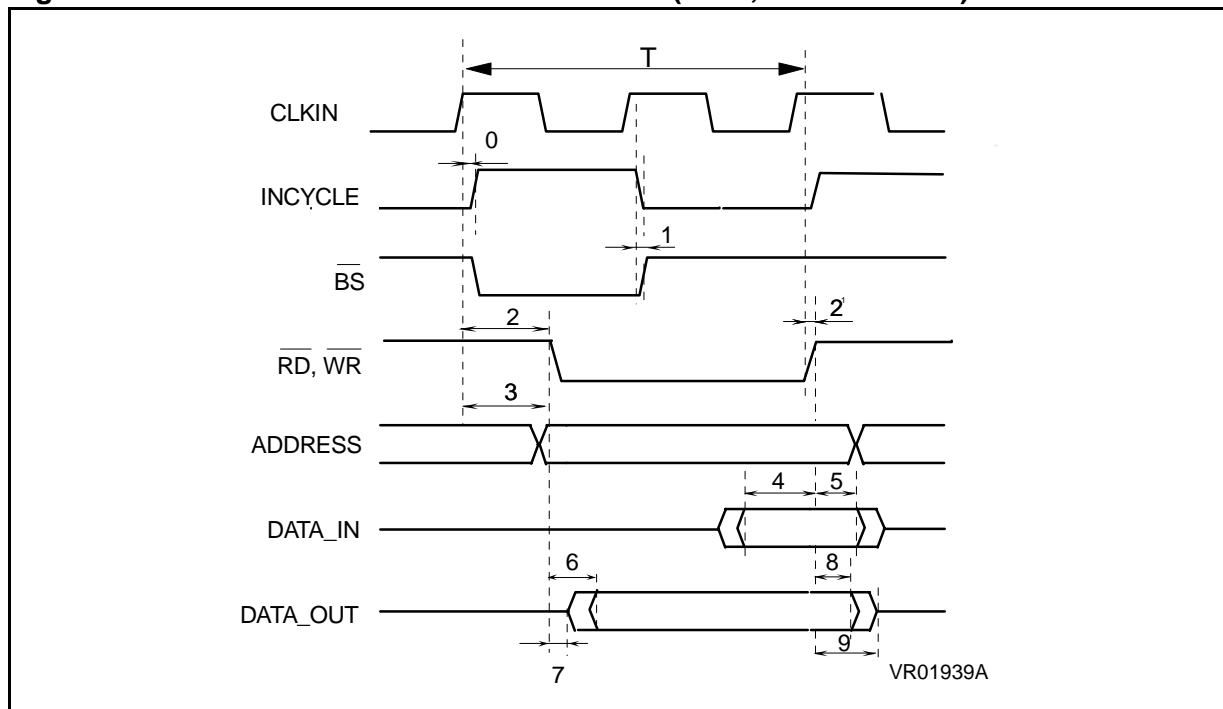 T
CLKIN
0
INCYCLE
1
BS
2
2'
RD, WR
3
ADDRESS
4 5
DATA_IN
6 8
DATA_OUT
9
7
VR01939A